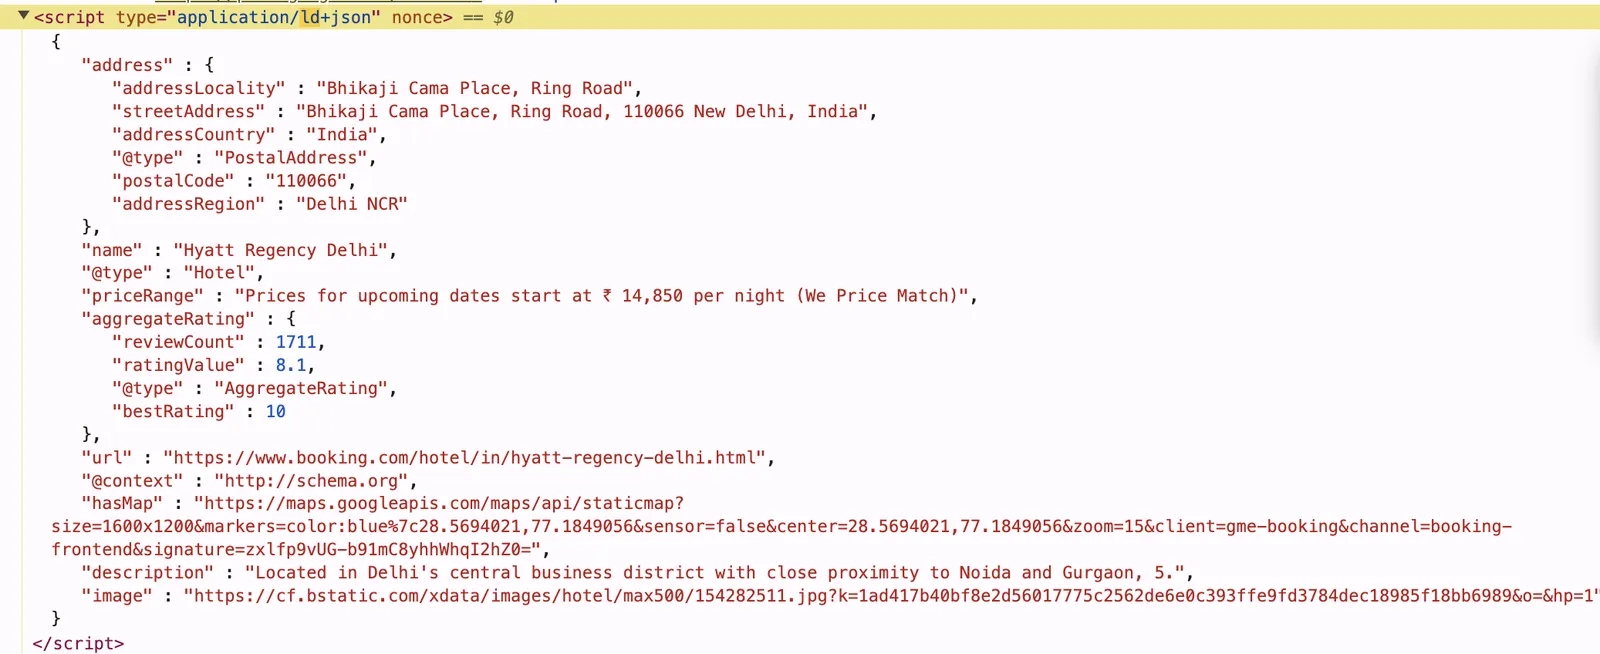 ▼<script type="application/ld+json" nonce> == $0
{
"address" : {
"addressLocality" : "Bhikaji Cama Place, Ring Road",
"streetAddress" : "Bhikaji Cama Place, Ring Road, 110066 New Delhi, India",
"addressCountry" : "India",
"@type" : "PostalAddress",
"postalCode" : "110066",
"addressRegion" : "Delhi NCR"
},
"name" : "Hyatt Regency Delhi",
"@type" : "Hotel",
"priceRange" : "Prices for upcoming dates start at ₹ 14,850 per night (We Price Match)",
"aggregateRating" : {
"reviewCount" : 1711,
"ratingValue" : 8.1,
"@type" : "AggregateRating",
"bestRating" : 10
},
"url" : "https://www.booking.com/hotel/in/hyatt-regency-delhi.html",
"@context" : "http://schema.org",
"hasMap" : "https://maps.googleapis.com/maps/api/staticmap?
size=1600x1200&markers=color:blue%7c28.5694021,77.1849056&sensor=false&center=28.5694021,77.1849056&zoom=15&client=gme-booking&channel=booking-
frontend&signature=zxlfp9vUG-b91mC8yhhWhqI2hZ0=",
"description" : "Located in Delhi's central business district with close proximity to Noida and Gurgaon, 5.",
"image" : "https://cf.bstatic.com/xdata/images/hotel/max500/154282511.jpg?k=1ad417b40bf8e2d56017775c2562de6e0c393ffe9fd3784dec18985f18bb6989&o=&hp=1"
}
</script>